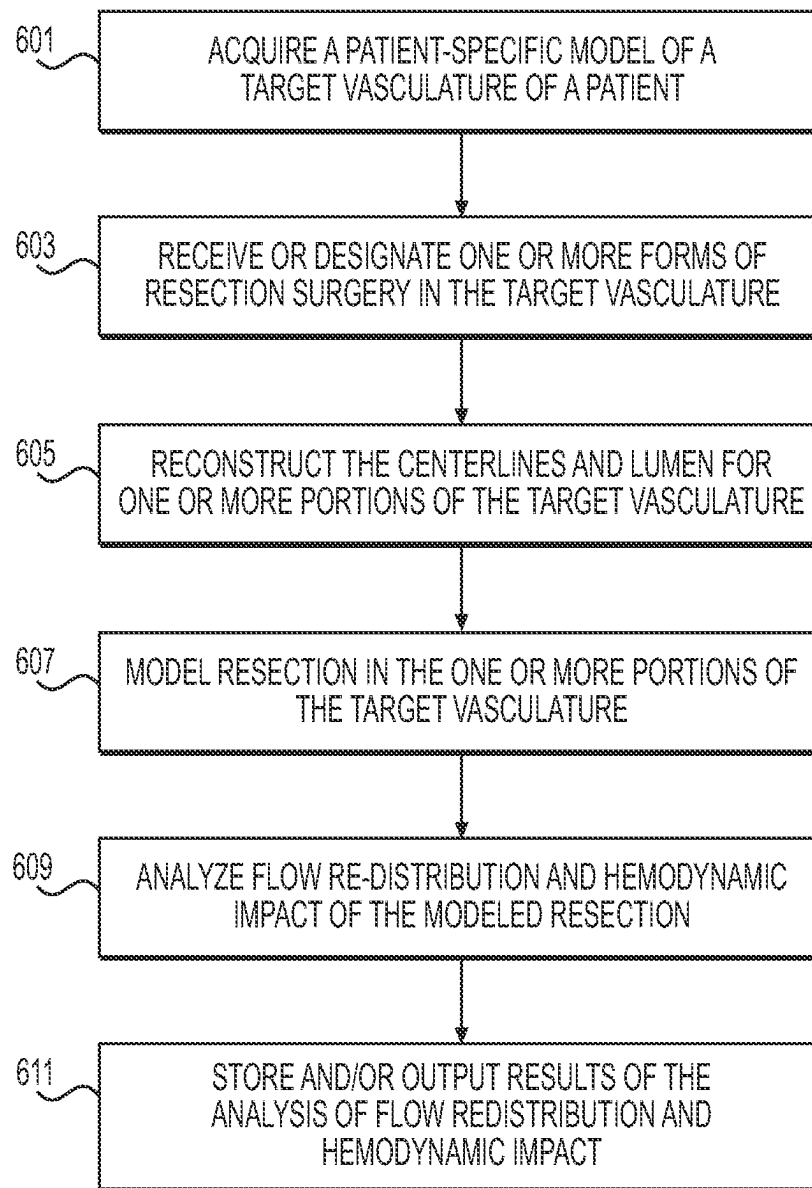 601
ACQUIRE A PATIENT-SPECIFIC MODEL OF A
TARGET VASCULATURE OF A PATIENT
603
RECEIVE OR DESIGNATE ONE OR MORE FORMS OF
RESECTION SURGERY IN THE TARGET VASCULATURE
605
RECONSTRUCT THE CENTERLINES AND LUMEN FOR
ONE OR MORE PORTIONS OF THE TARGET VASCULATURE
607
MODEL RESECTION IN THE ONE OR MORE PORTIONS OF
THE TARGET VASCULATURE
609
ANALYZE FLOW RE-DISTRIBUTION AND HEMODYNAMIC
IMPACT OF THE MODELED RESECTION
611
STORE AND/OR OUTPUT RESULTS OF THE
ANALYSIS OF FLOW REDISTRIBUTION AND
HEMODYNAMIC IMPACT